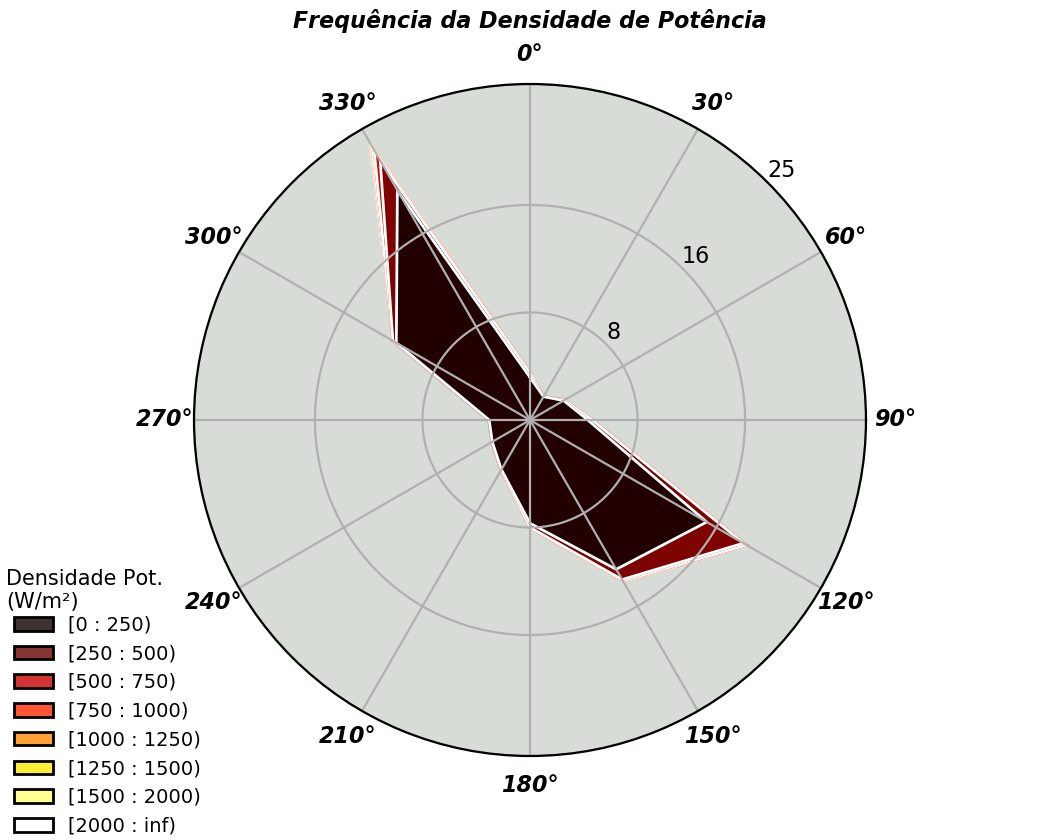 Frequência da Densidade de Potência
0°
330°
30°
25
300°
60°
16
8
270°
90°
Densidade Pot.
(W/m²)
240°
120°
[0 : 250)
[250 : 500)
[500 : 750)
[750 : 1000)
[1000 : 1250)
[1250 : 1500)
[1500 : 2000)
[2000 : inf)
210°
150°
180°